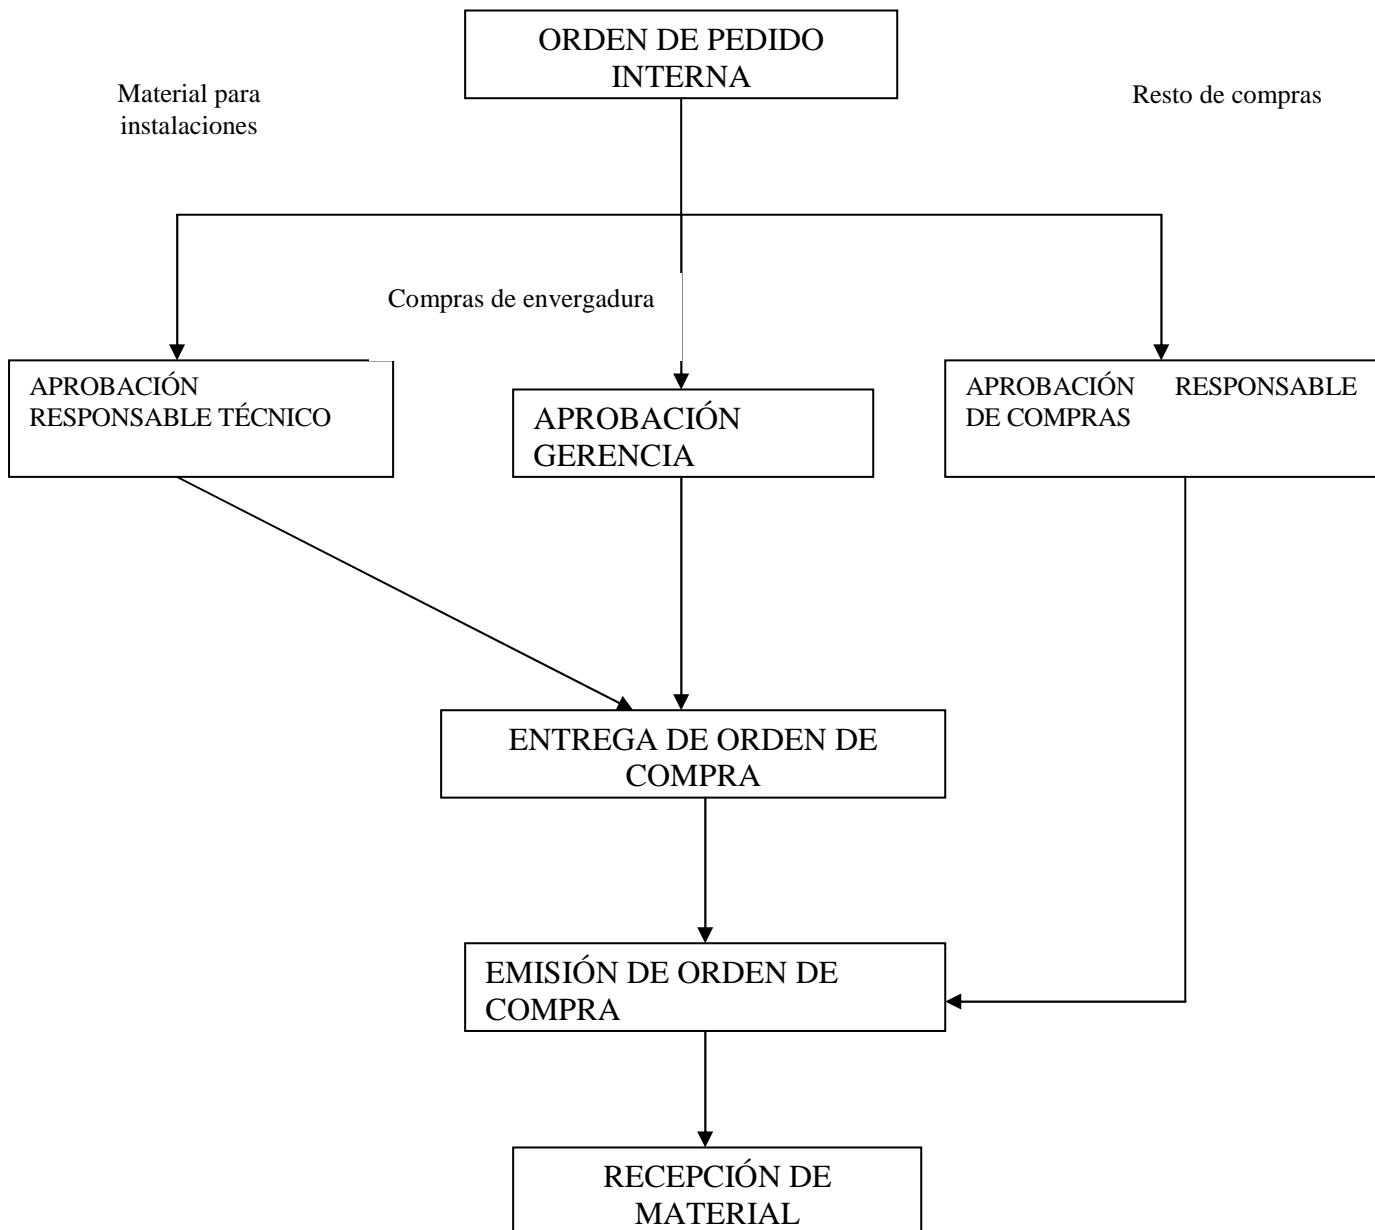 ORDEN DE PEDIDO
INTERNA
Material para
instalaciones
Resto de compras
Compras de envergadura
APROBACIÓN
RESPONSABLE TÉCNICO
APROBACIÓN
GERENCIA
APROBACIÓN RESPONSABLE
DE COMPRAS
ENTREGA DE ORDEN DE
COMPRA
EMISIÓN DE ORDEN DE
COMPRA
RECEPCIÓN DE
MATERIAL